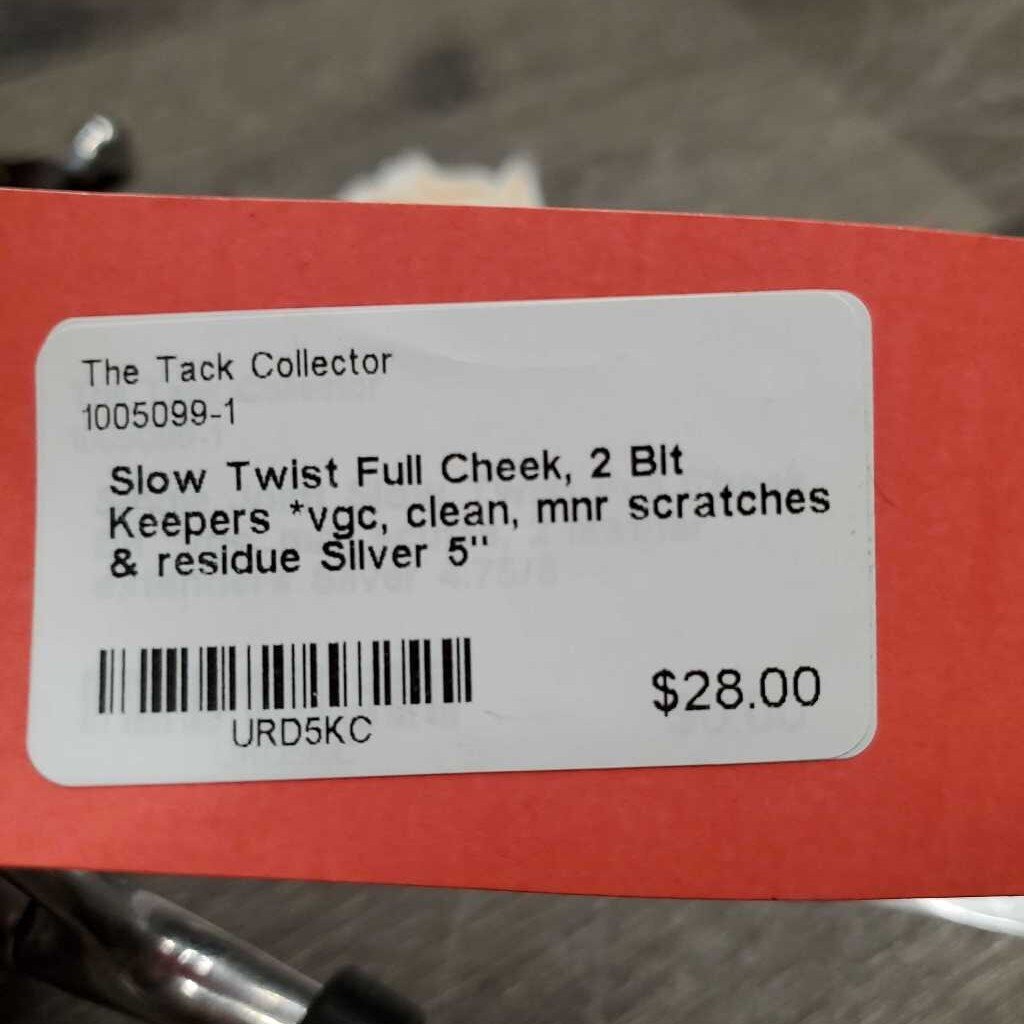 The Tack Collector
1005099-1
Slow Twist Full Cheek, 2 Bit
Keepers *vgc, clean, mnr scratches
& residue Silver 5"
URD5KC
$28.00